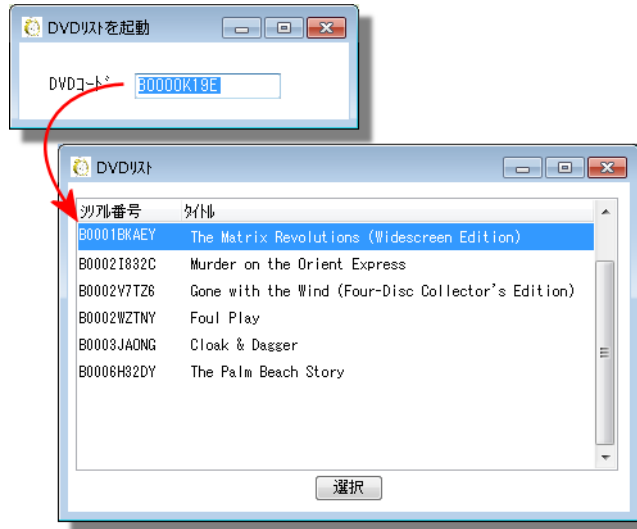 DVDﾘｽﾄを起動
DVDｺｰﾄﾞ B0000K19E
DVDﾘｽﾄ
ｼﾘｱﾙ番号 ﾀｲﾄﾙ
B0001BKAEY The Matrix Revolutions (Widescreen Edition)
B0002I832C Murder on the Orient Express
B0002V7TZ6 Gone with the Wind (Four-Disc Collector's Edition)
B0002WZTNY Foul Play
B0003JAONG Cloak & Dagger
B0006H32DY The Palm Beach Story
選択